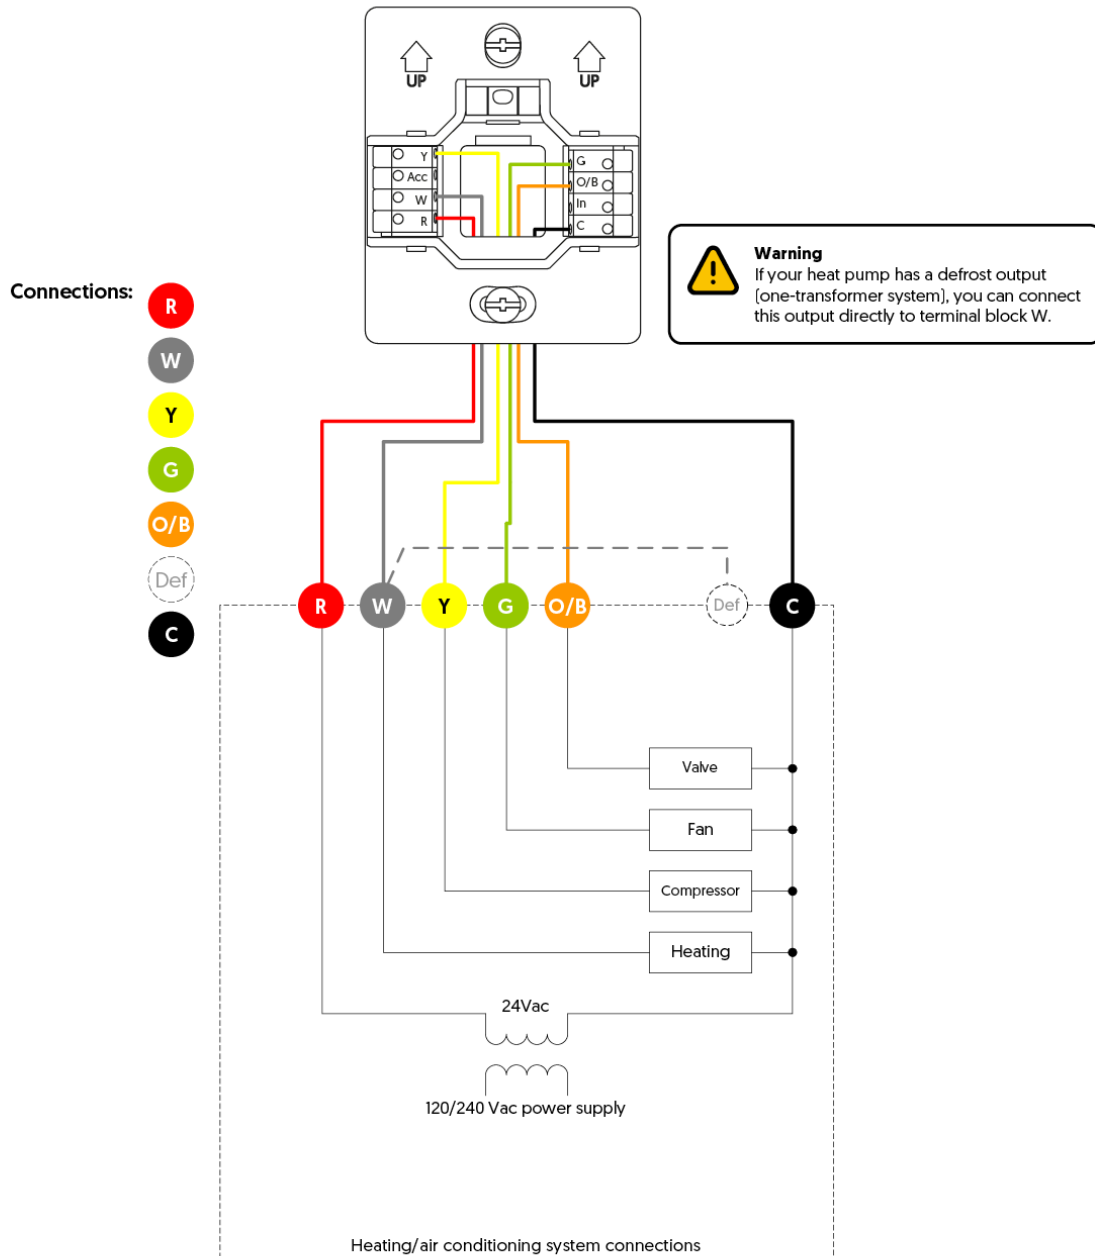 UP
UP
Y
Acc
W
R
G
O/B
In
C
Warning
If your heat pump has a defrost output
(one-transformer system), you can connect
this output directly to terminal block W.
Connections:
R
W
Y
G
O/B
Def
C
R
W
Y
G
O/B
Def
C
Valve
Fan
Compressor
Heating
24Vac
120/240 Vac power supply
Heating/air conditioning system connections